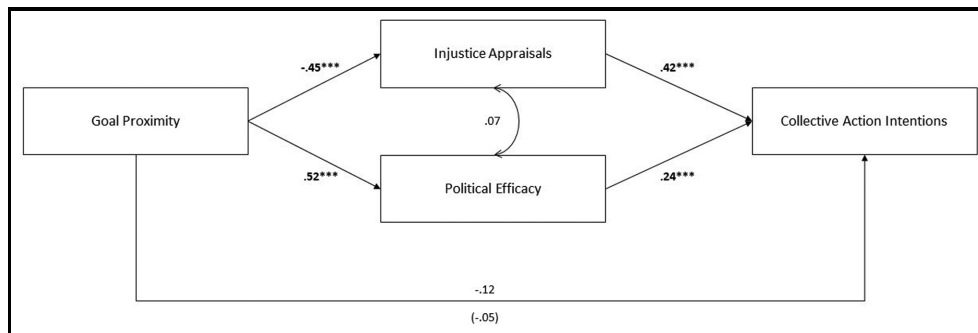 Injustice Appraisals
-.45***
.42***
Goal Proximity
.07
Collective Action Intentions
.52***
Political Efficacy
.24***
-.12
(-.05)